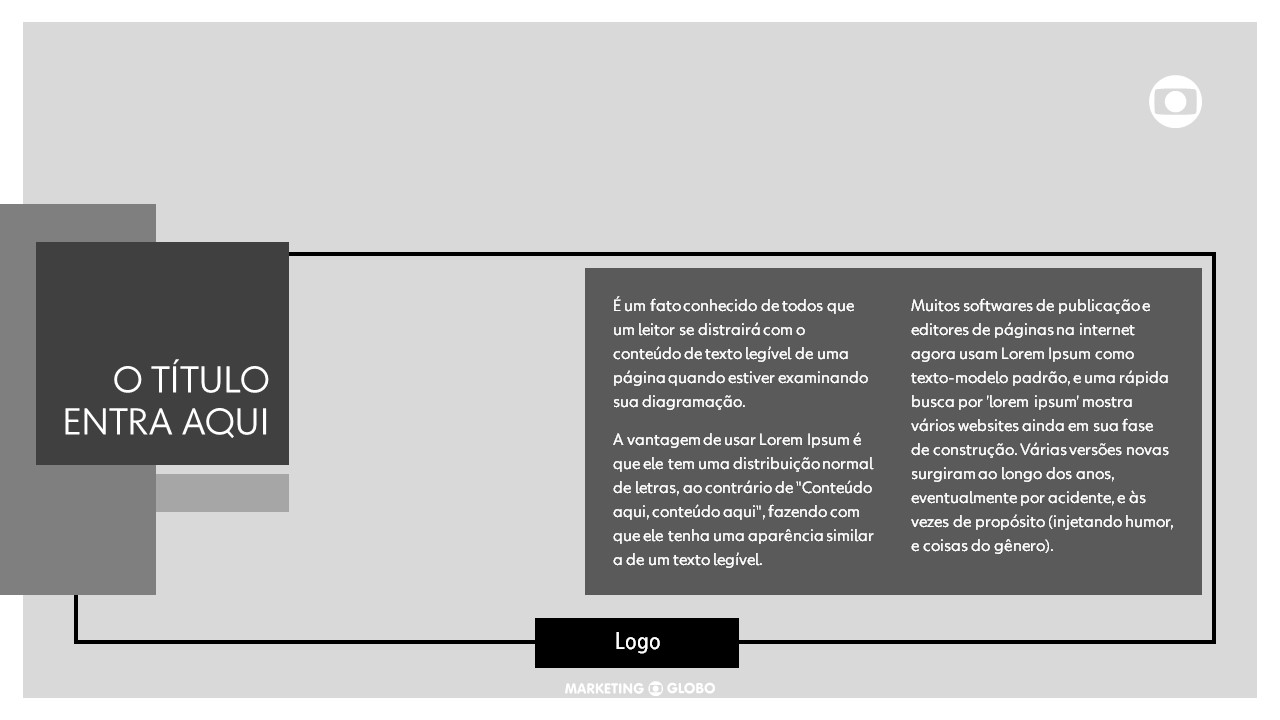 O TÍTULO
ENTRA AQUI
É um fato conhecido de todos que
um leitor se distrairá com o
conteúdo de texto legível de uma
página quando estiver examinando
sua diagramação.
A vantagem de usar Lorem Ipsum é
que ele tem uma distribuição normal
de letras, ao contrário de "Conteúdo
aqui, conteúdo aqui", fazendo com
que ele tenha uma aparência similar
a de um texto legível.
Muitos softwares de publicação e
editores de páginas na internet
agora usam Lorem Ipsum como
texto-modelo padrão, e uma rápida
busca por 'lorem ipsum' mostra
vários websites ainda em sua fase
de construção. Várias versões novas
surgiram ao longo dos anos,
eventualmente por acidente, e às
vezes de propósito (injetando humor,
e coisas do gênero).
Logo
MARKETING GLOBO